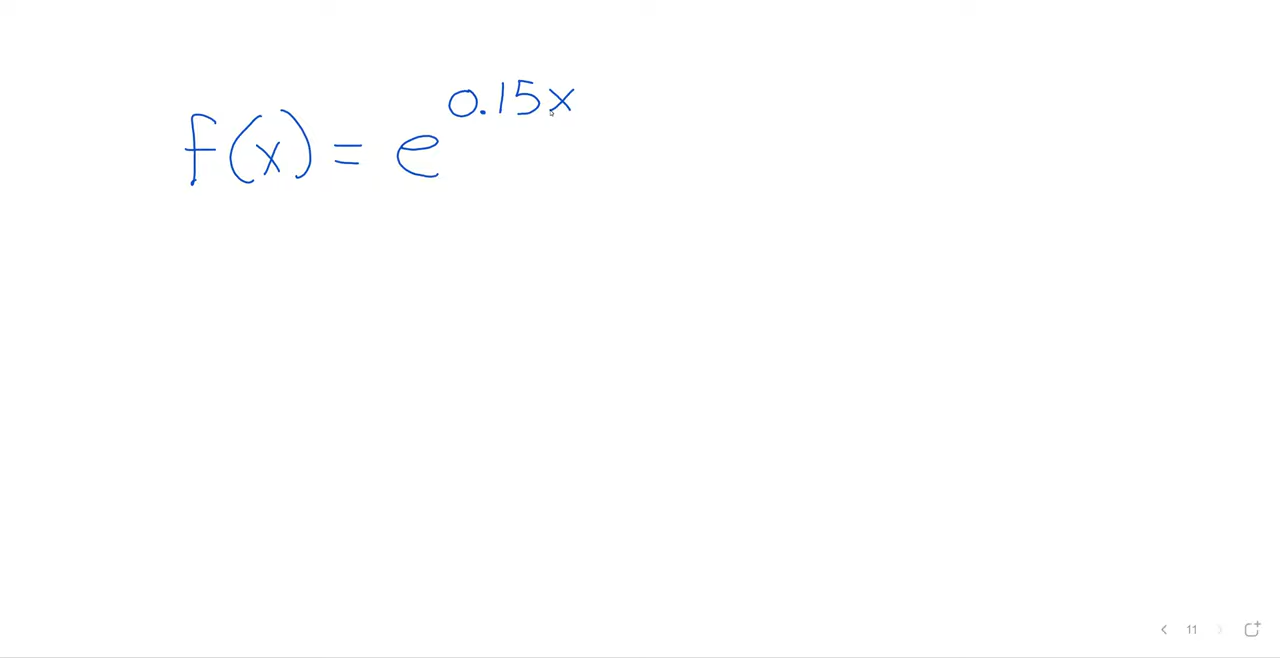 f(x) = e^0.15x
11